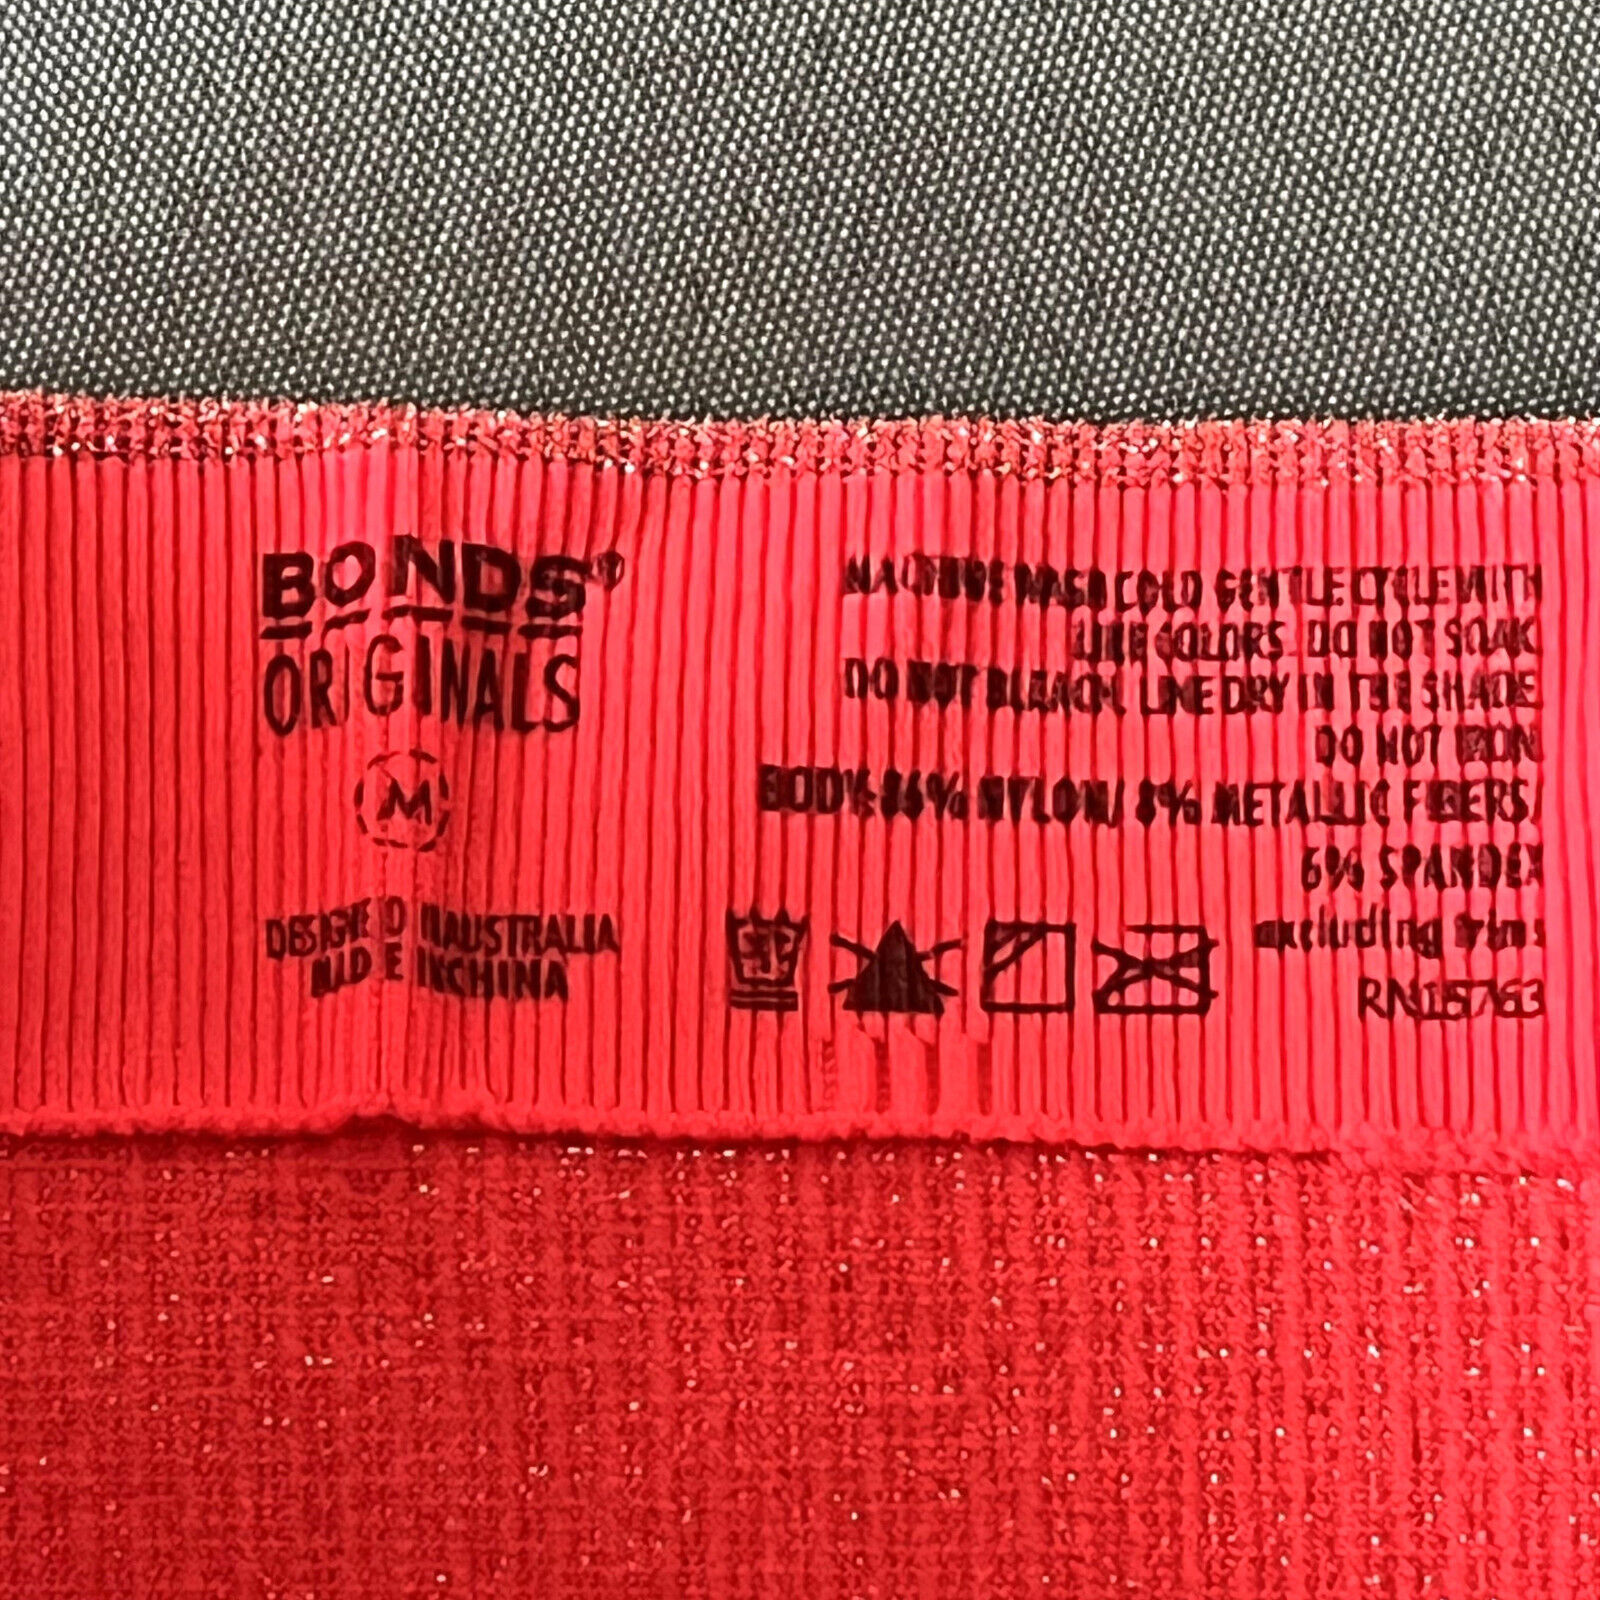 BONDS®
ORIGINALS
M
DESIGNED IN AUSTRALIA
MADE IN CHINA
MACHINE WASH COLD GENTLE CYCLE WITH
LIKE COLORS. DO NOT SOAK
DO NOT BLEACH. LINE DRY IN THE SHADE
DO NOT IRON
BODY: 86% NYLON/ 8% METALLIC FIBERS/
6% SPANDEX
excluding trims